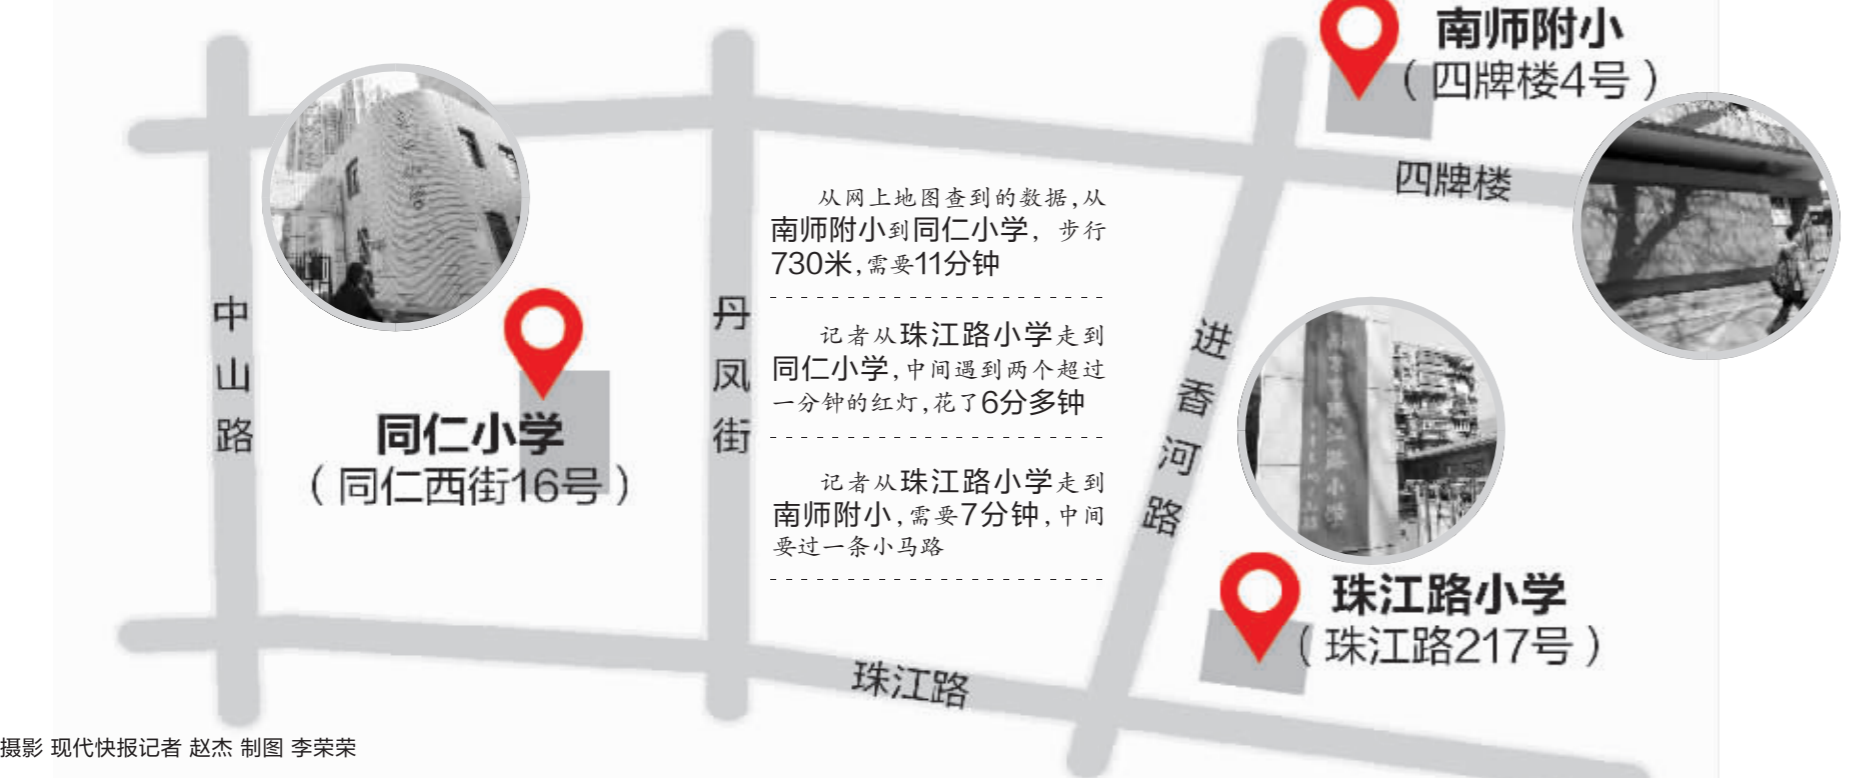 南师附小
（四牌楼4号）
四牌楼
从网上地图查到的数据,从
南师附小到同仁小学，步行
730米,需要11分钟
记者从珠江路小学走到
同仁小学,中间遇到两个超过
一分钟的红灯,花了6分多钟
记者从珠江路小学走到
南师附小,需要7分钟,中间
要过一条小马路
中山路
丹凤街
进香河路
同仁小学
（同仁西街16号）
珠江路小学
珠江路小学
（珠江路217号）
珠江路
摄影 现代快报记者 赵杰 制图 李荣荣